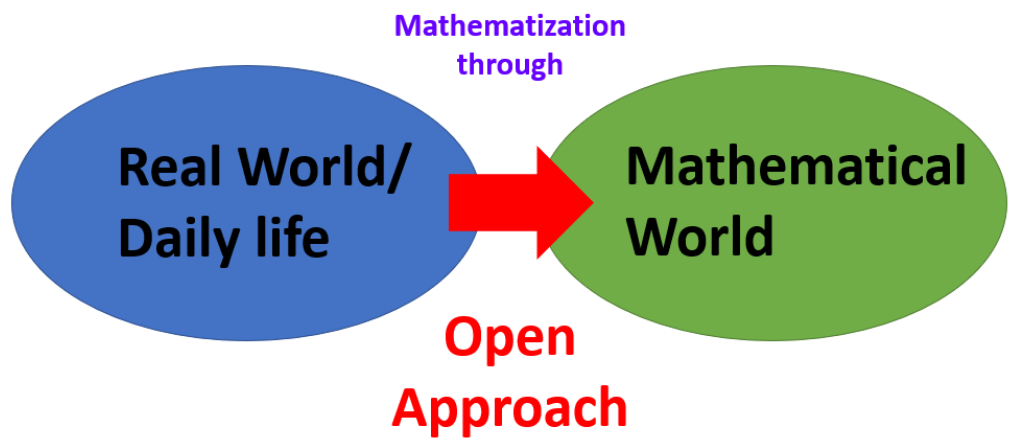 Mathematization
through
Real World/
Daily life
Mathematical
World
Open
Approach